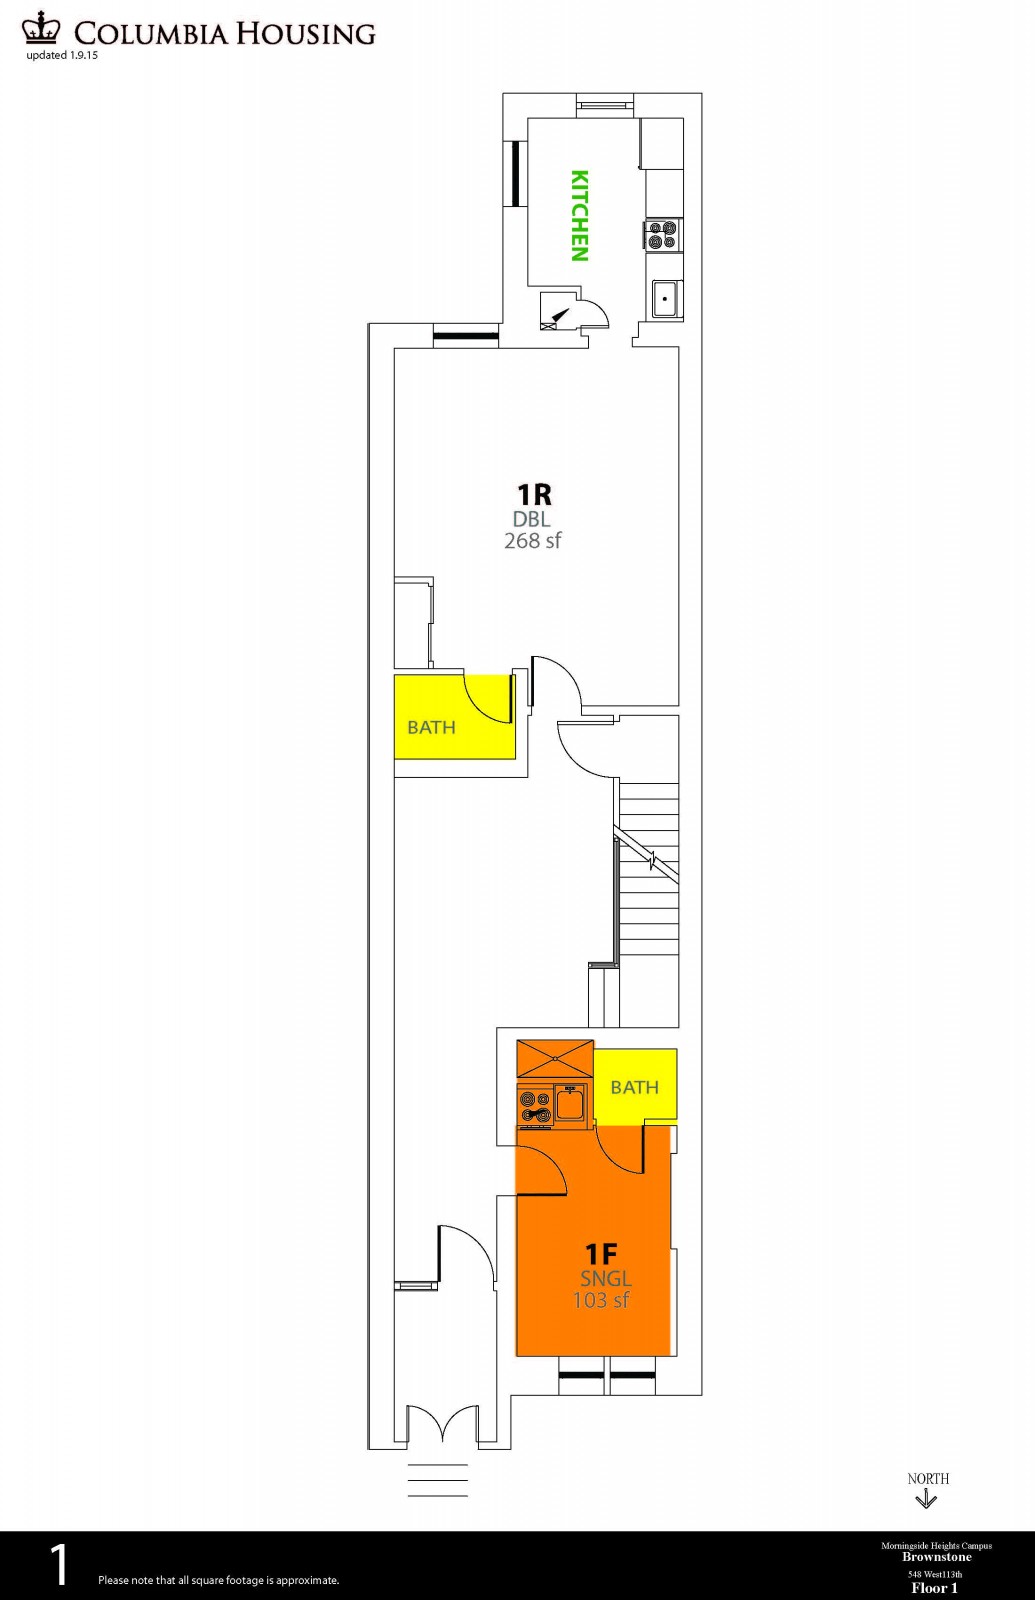 COLUMBIA HOUSING
updated 1.9.15
KITCHEN
1R
DBL
268 sf
BATH
BATH
1F
SNGL
103 sf
NORTH
1
Please note that all square footage is approximate.
Morningside Heights Campus
Brownstone
548 West113th
Floor 1